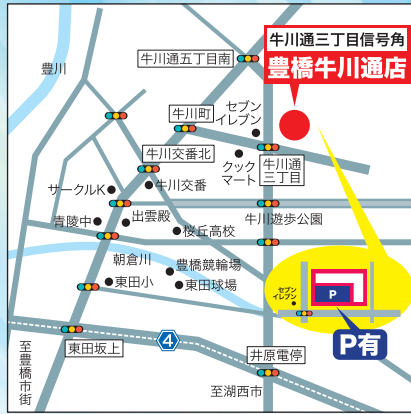 牛川通三丁目信号角
豊橋牛川通店
牛川通五丁目南
豊川
牛川町
セブン
イレブン
牛川交番北
クック
マート
牛川通
三丁目
サークルK
牛川交番
青陵中
出雲殿
牛川遊歩公園
桜丘高校
朝倉川
豊橋競輪場
東田小
東田球場
セブン
イレブン
P
P有
至豊橋市街
東田坂上
4
井原電停
至湖西市